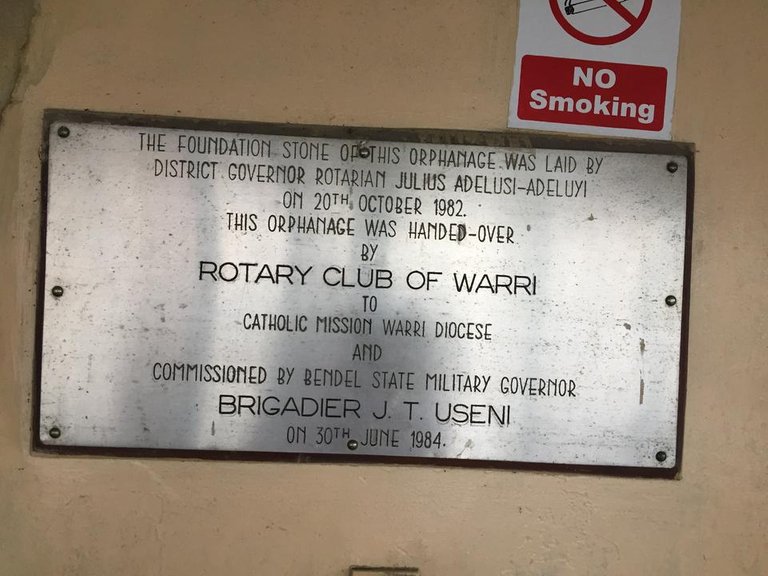 NO
Smoking
THE FOUNDATION STONE OF THIS ORPHANAGE WAS LAID BY
DISTRICT GOVERNOR ROTARIAN JULIUS ADELUSI-ADELUYI
ON 20TH OCTOBER 1982.
THIS ORPHANAGE WAS HANDED-OVER
BY
ROTARY CLUB OF WARRI
TO
CATHOLIC MISSION WARRI DIOCESE
AND
COMMISSIONED BY BENDEL STATE MILITARY GOVERNOR
BRIGADIER J. T. USENI
ON 30TH JUNE 1984.